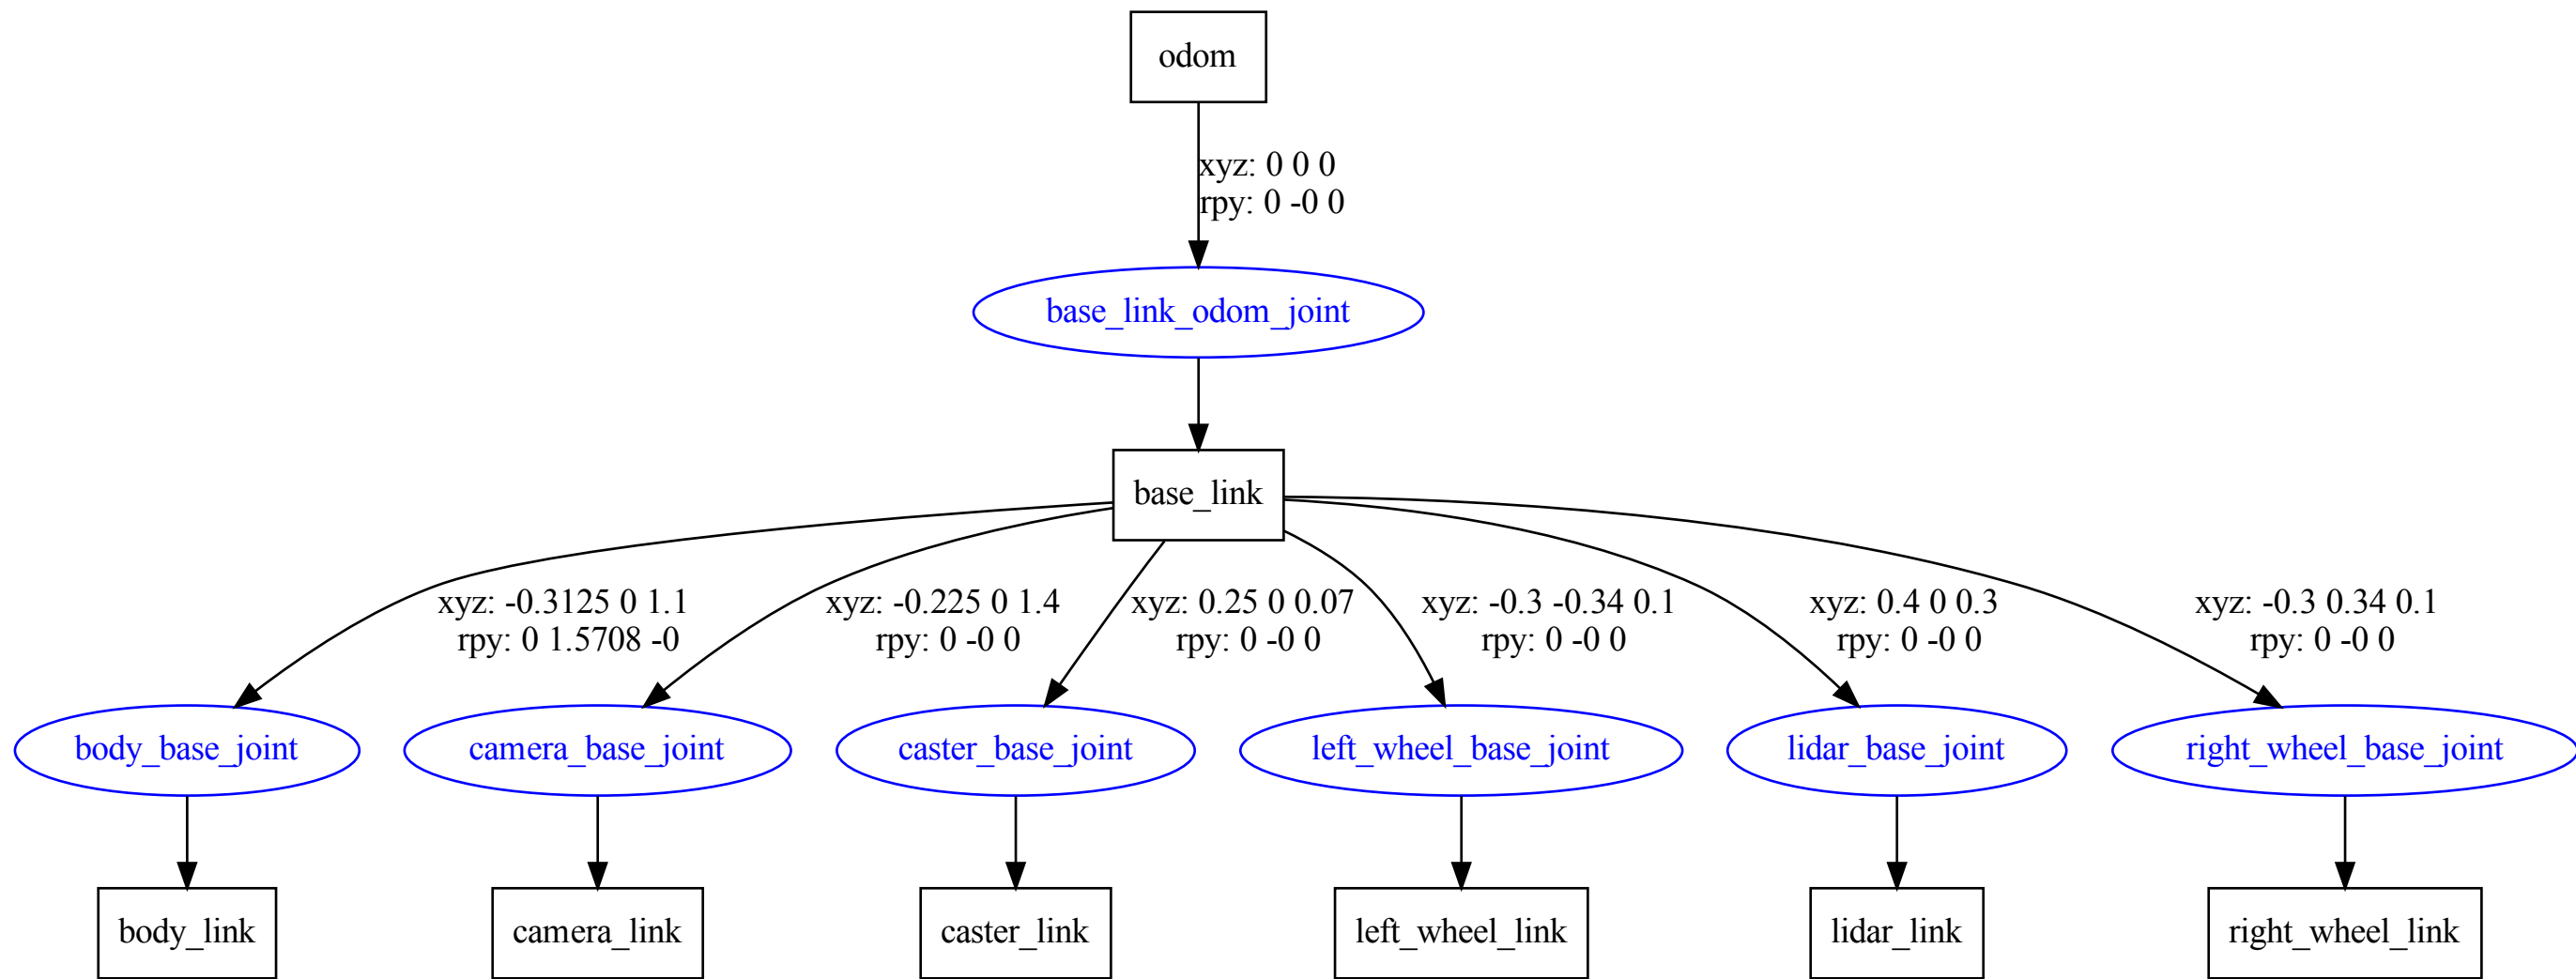 odom
xyz: 0 0 0
rpy: 0 -0 0
base_link_odom_joint
base_link
xyz: -0.3125 0 1.1
rpy: 0 1.5708 -0
xyz: -0.225 0 1.4
rpy: 0 -0 0
xyz: 0.25 0 0.07
rpy: 0 -0 0
xyz: -0.3 -0.34 0.1
rpy: 0 -0 0
xyz: 0.4 0 0.3
rpy: 0 -0 0
xyz: -0.3 0.34 0.1
rpy: 0 -0 0
body_base_joint
camera_base_joint
caster_base_joint
left_wheel_base_joint
lidar_base_joint
right_wheel_base_joint
body_link
camera_link
caster_link
left_wheel_link
lidar_link
right_wheel_link